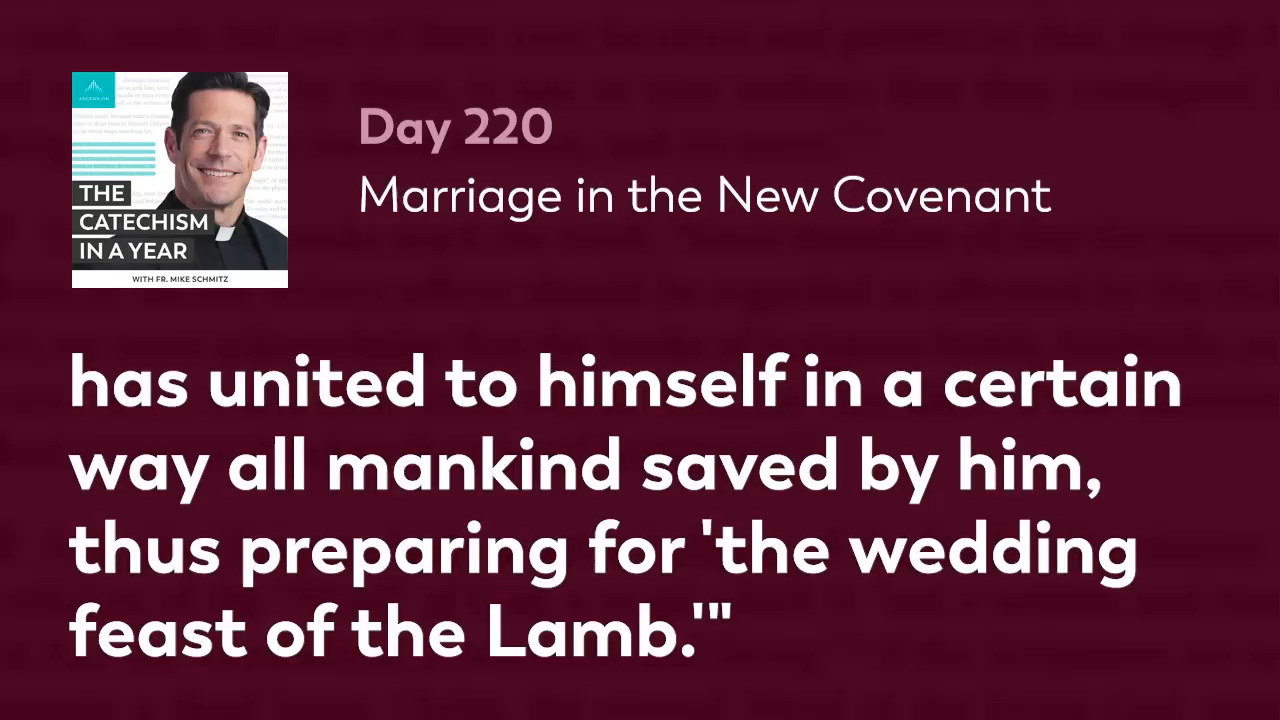 ASCENSION
THE
CATECHISM
IN A YEAR
WITH FR. MIKE SCHMITZ
Day 220
Marriage in the New Covenant
has united to himself in a certain
way all mankind saved by him,
thus preparing for 'the wedding
feast of the Lamb.'"